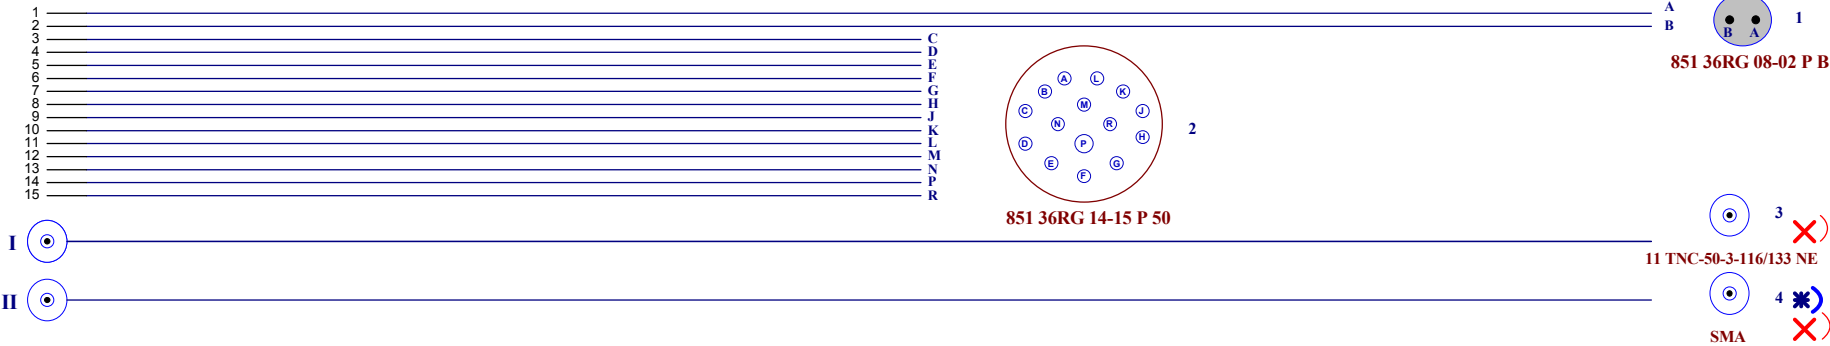 1 A
2 B
3 C
4 D
5 E
6 F
7 G
8 H
9 J
10 K
11 L
12 M
13 N
14 P
15 R
B A 1
851 36RG 08-02 P B
A L
B K
M
C J
N R
H
D P
E G
F
2
851 36RG 14-15 P 50
I 3
11 TNC-50-3-116/133 NE
II 4
SMA